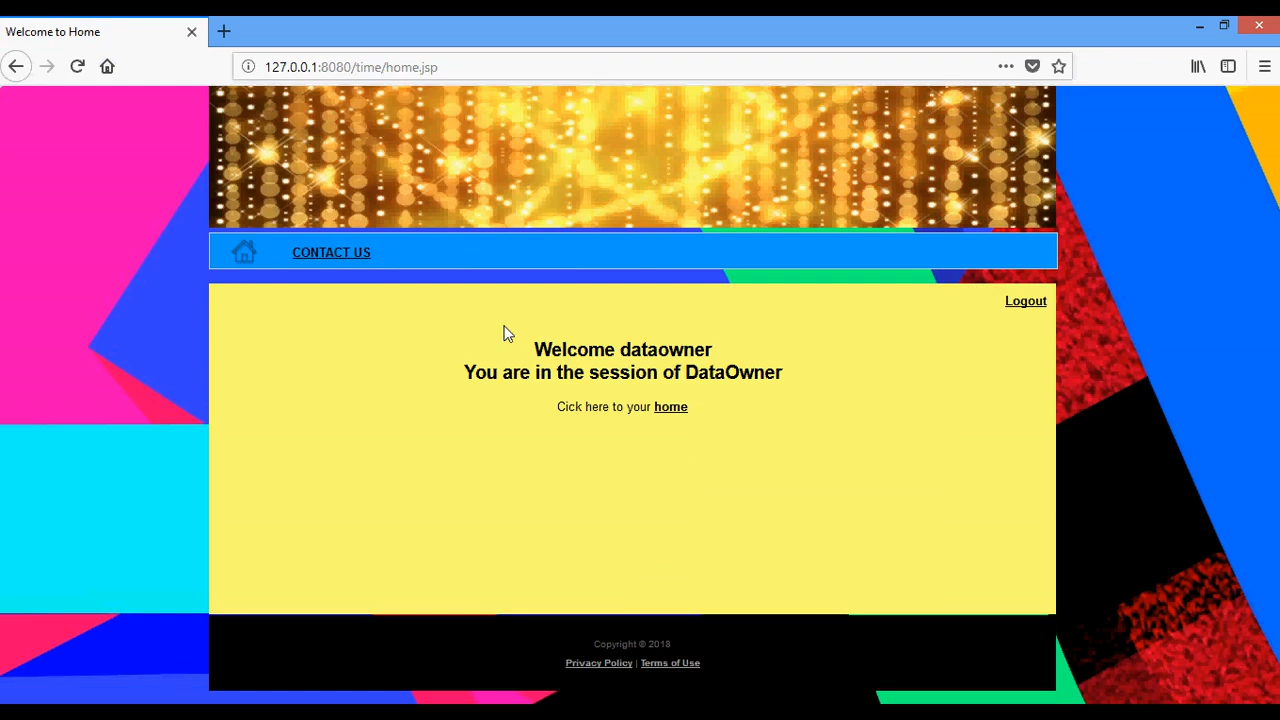 Welcome to Home
127.0.0.1:8080/time/home.jsp
CONTACT US
Logout
Welcome dataowner
You are in the session of DataOwner
Cick here to your home
Copyright © 2018
Privacy Policy | Terms of Use